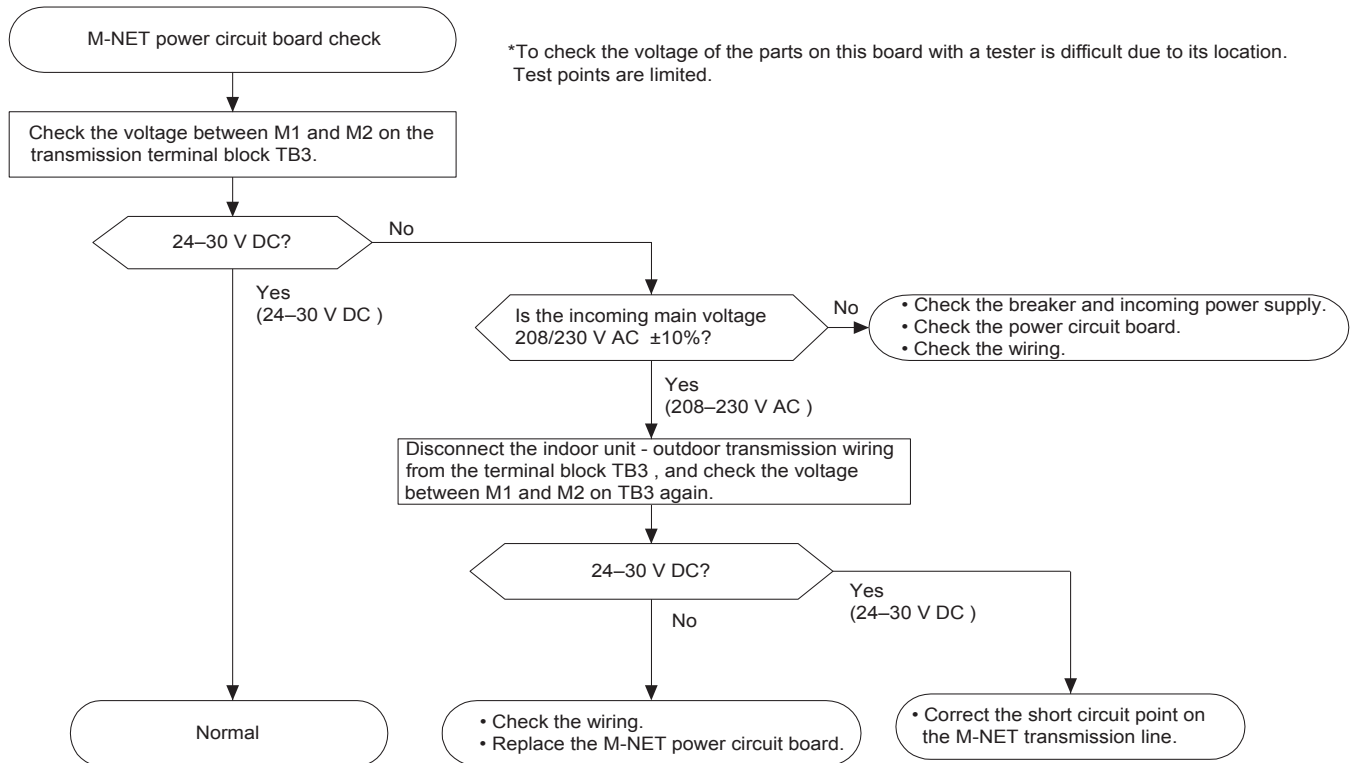 M-NET power circuit board check
*To check the voltage of the parts on this board with a tester is difficult due to its location.
Test points are limited.
Check the voltage between M1 and M2 on the
transmission terminal block TB3.
24–30 V DC?
No
Yes
(24–30 V DC )
Is the incoming main voltage
208/230 V AC ±10%?
No
• Check the breaker and incoming power supply.
• Check the power circuit board.
• Check the wiring.
Yes
(208–230 V AC )
Disconnect the indoor unit - outdoor transmission wiring
from the terminal block TB3 , and check the voltage
between M1 and M2 on TB3 again.
24–30 V DC?
Yes
(24–30 V DC )
No
Normal
• Check the wiring.
• Replace the M-NET power circuit board.
• Correct the short circuit point on
the M-NET transmission line.